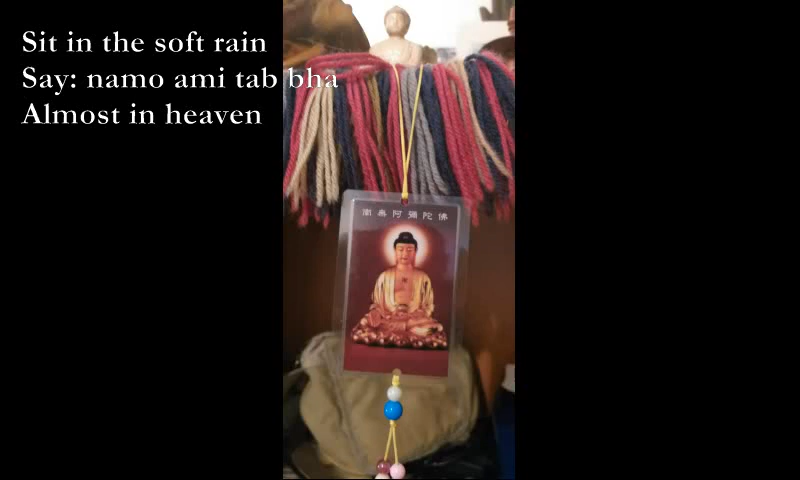 Sit in the soft rain
Say: namo ami tab bha
Almost in heaven
南無阿彌陀佛